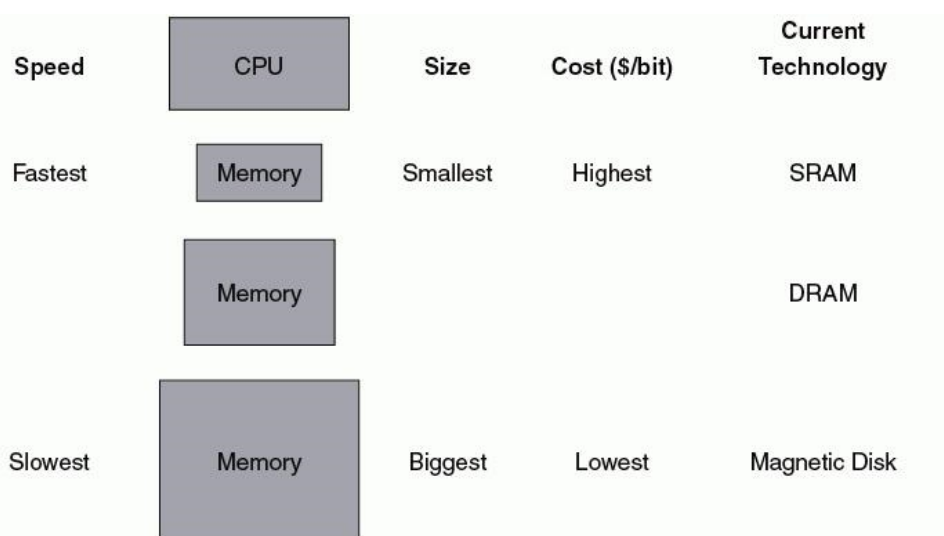 Current
Speed CPU Size Cost ($/bit) Technology
Fastest Memory Smallest Highest SRAM
Memory DRAM
Slowest Memory Biggest Lowest Magnetic Disk